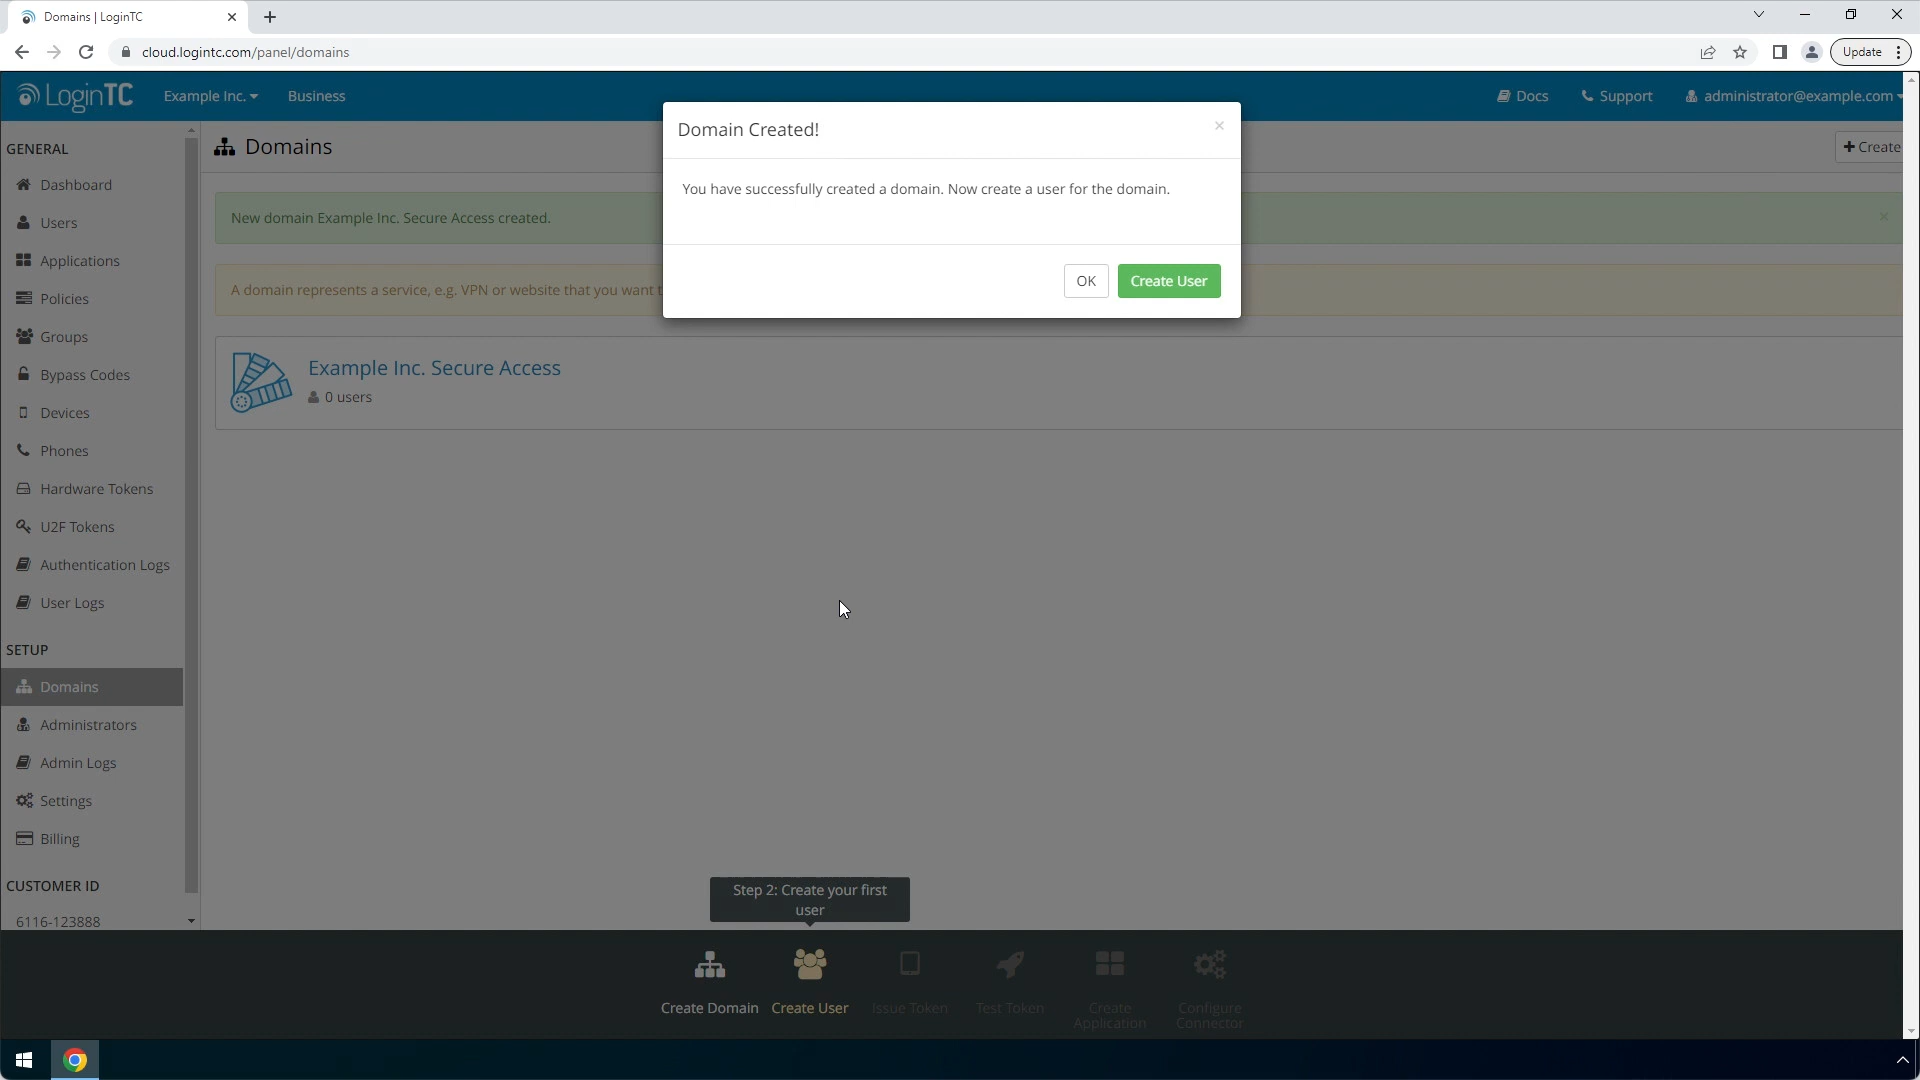 Domains | LoginTC
cloud.logintc.com/panel/domains
Update
LoginTC
Example Inc.
Business
Docs
Support
administrator@example.com
GENERAL
Dashboard
Users
Applications
Policies
Groups
Bypass Codes
Devices
Phones
Hardware Tokens
U2F Tokens
Authentication Logs
User Logs
SETUP
Domains
Administrators
Admin Logs
Settings
Billing
CUSTOMER ID
6116-123888
Domains
Create
New domain Example Inc. Secure Access created.
A domain represents a service, e.g. VPN or website that you want
Example Inc. Secure Access
0 users
Domain Created!
You have successfully created a domain. Now create a user for the domain.
OK
Create User
Step 2: Create your first
user
Create Domain
Create User
Issue Token
Test Token
Create
Application
Configure
Connector